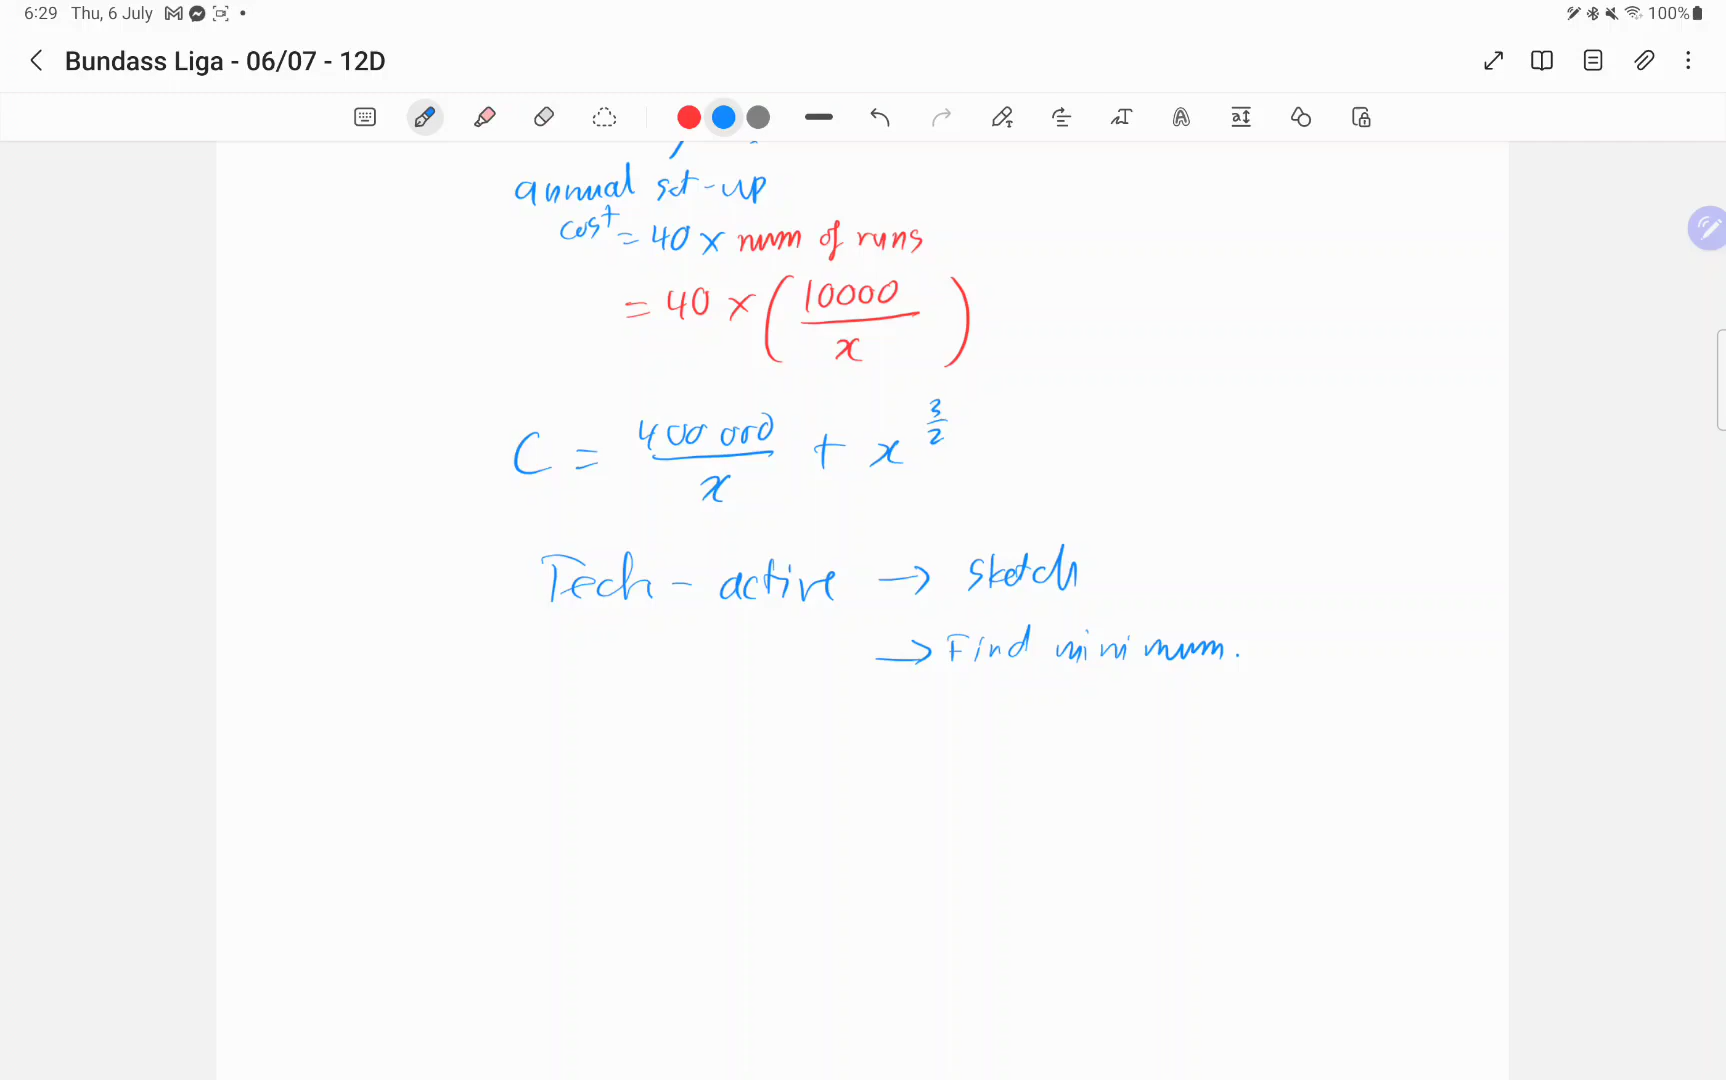 6:29 Thu, 6 July 100%
Bundass Liga - 06/07 - 12D
annual set-up
cost = 40 × num of runs
= 40 × ( 10000 / x )
C = 400 000 / x + x^3/2
Tech - active → sketch
→ Find minimum.